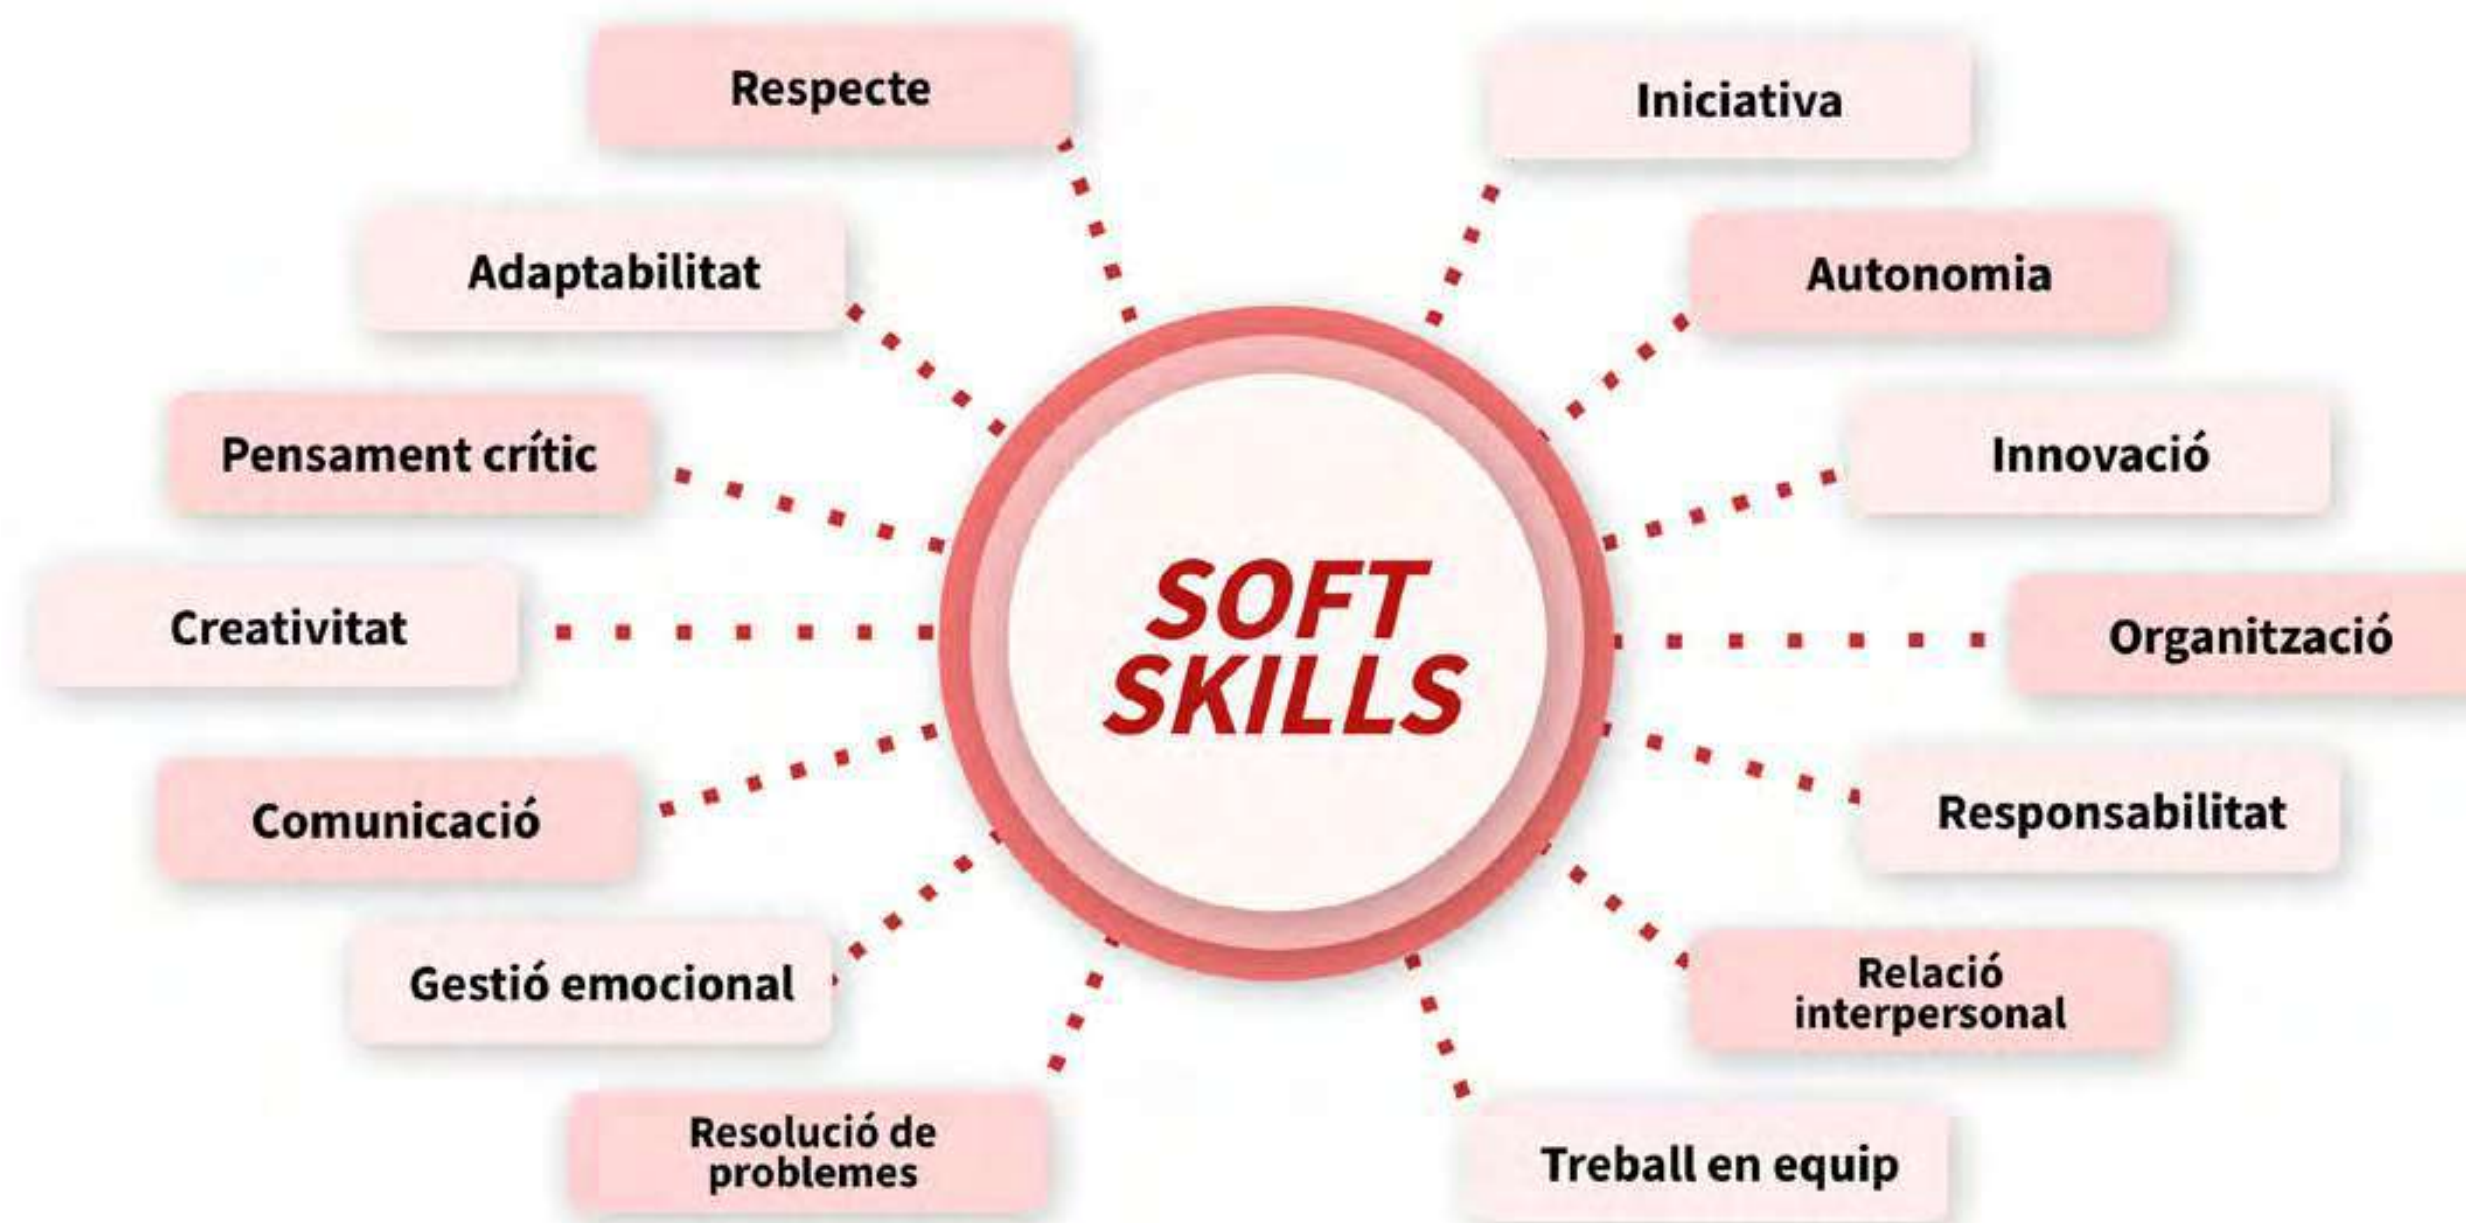 Respecte
Iniciativa
Adaptabilitat
Autonomia
Pensament crític
Innovació
SOFT
SKILLS
Creativitat
Organització
Comunicació
Responsabilitat
Gestió emocional
Relació
interpersonal
Resolució de
problemes
Treball en equip